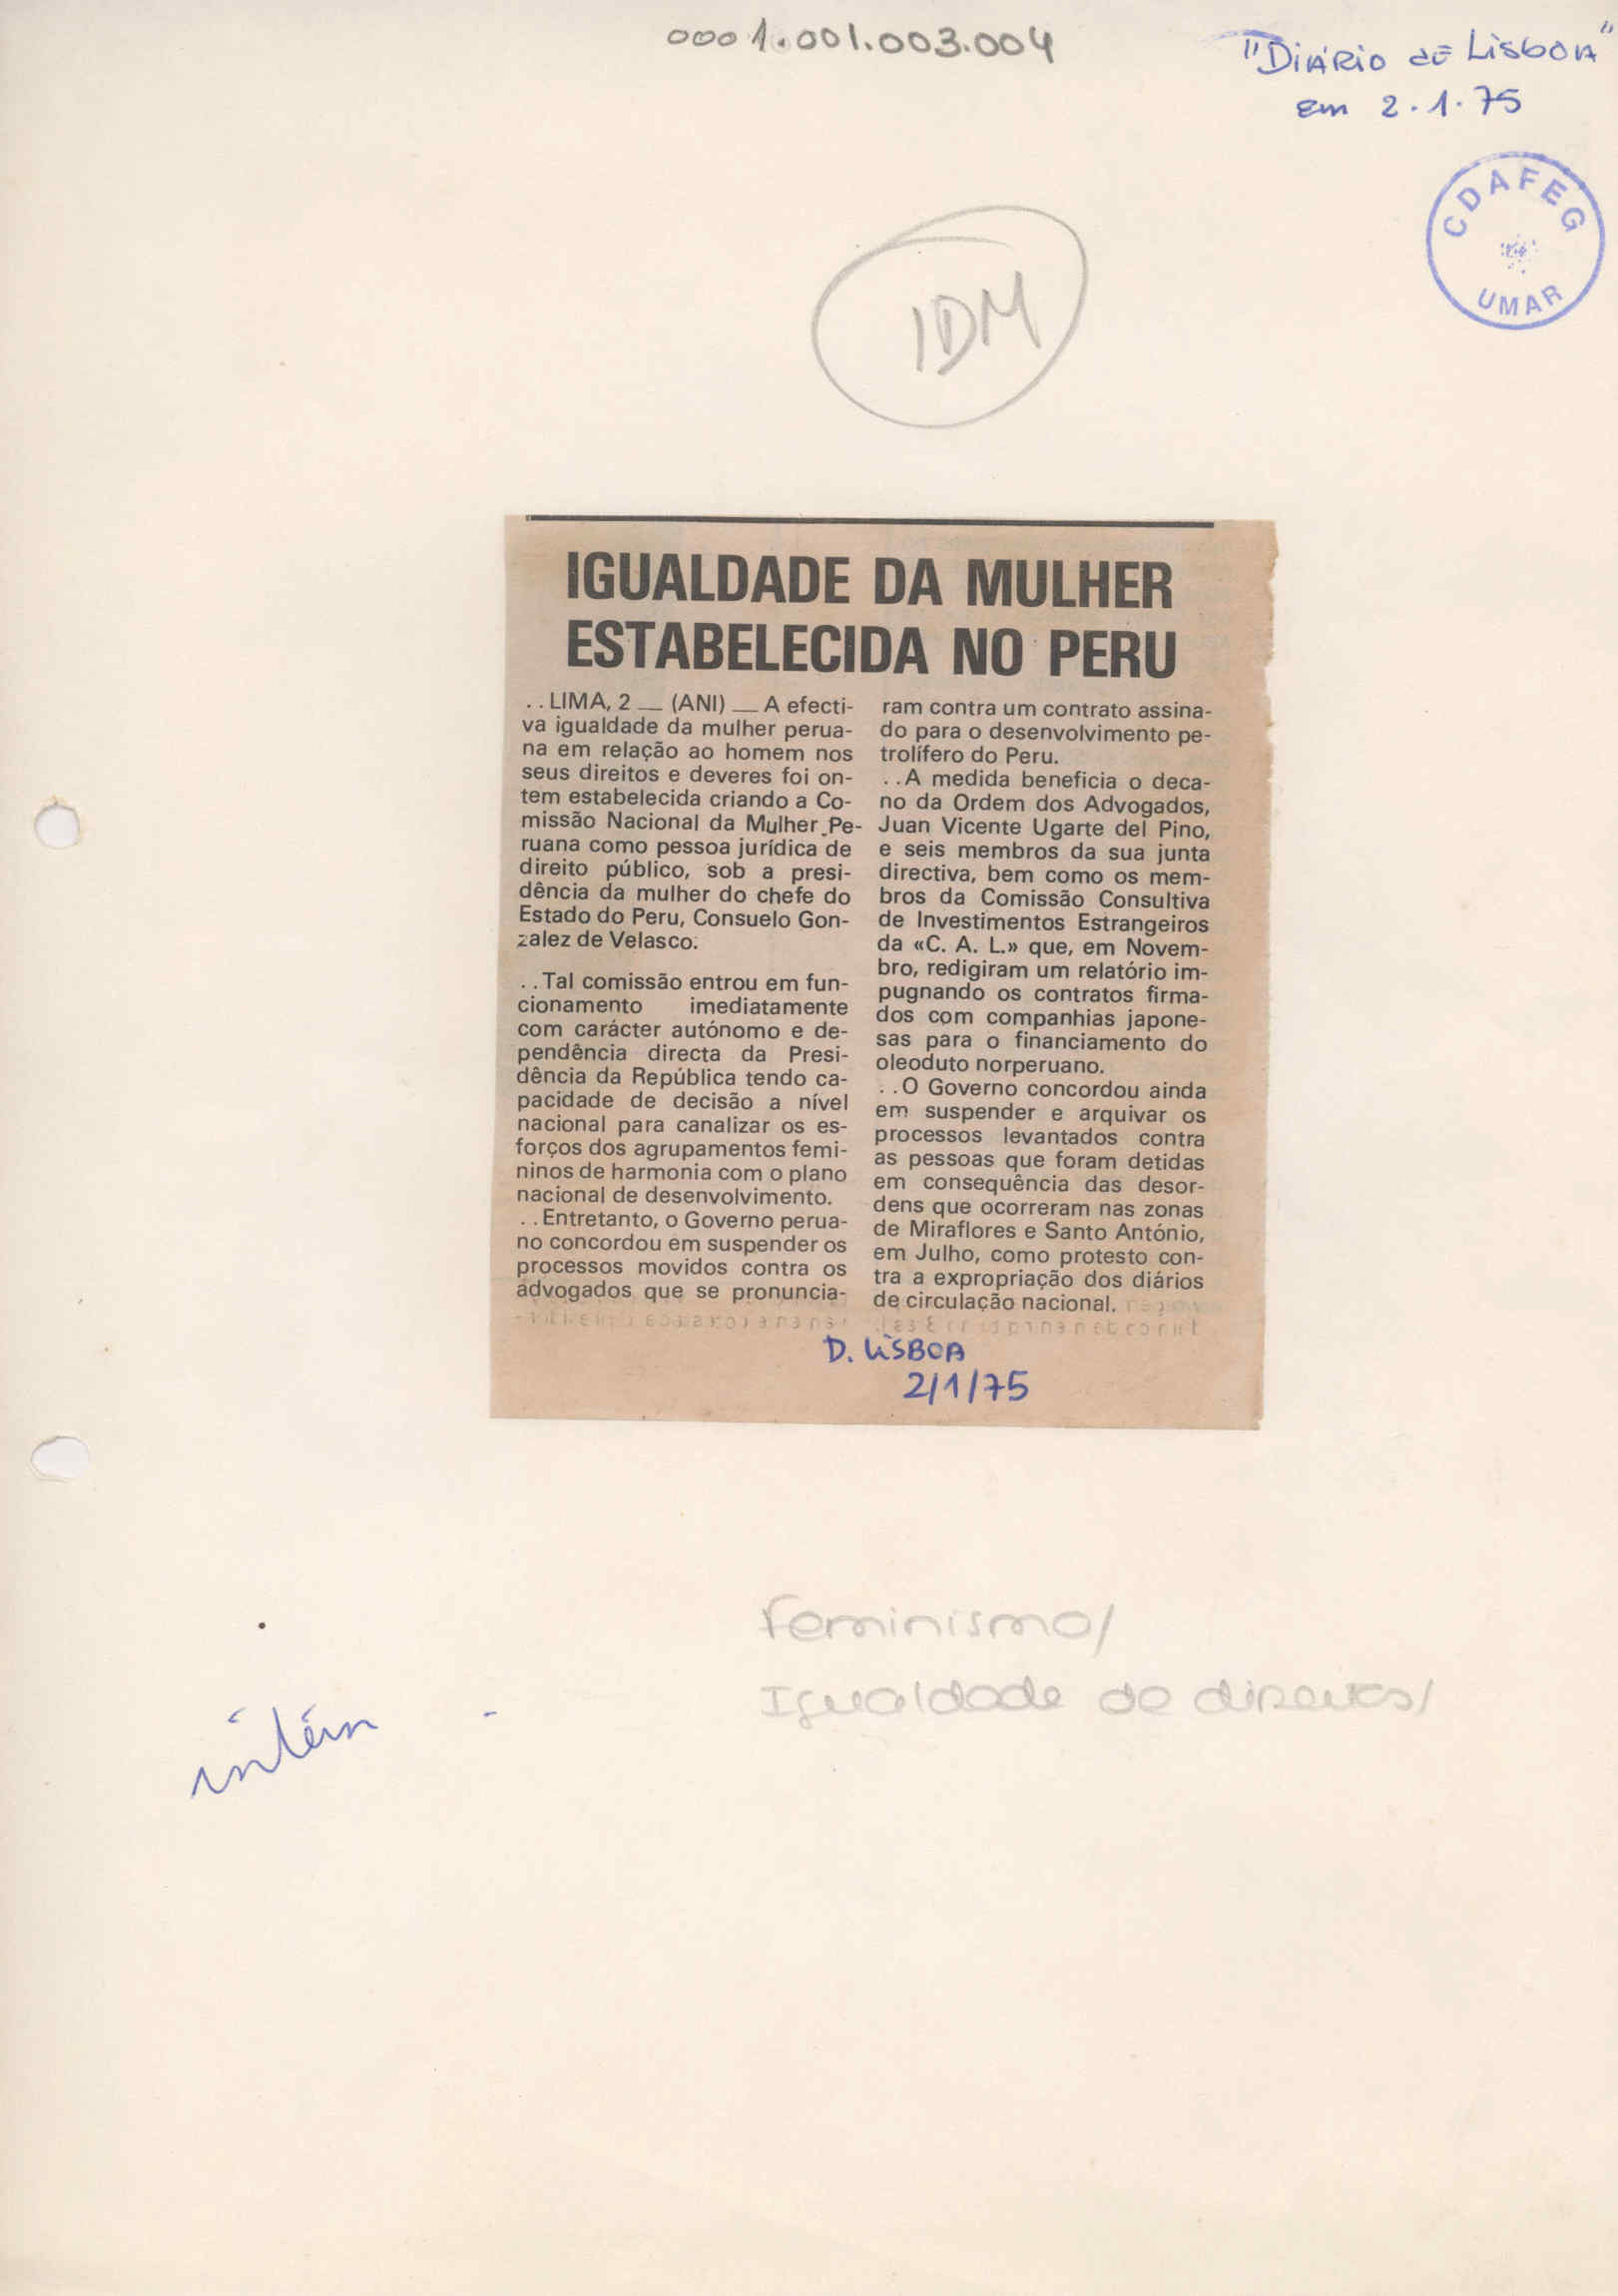 0001.001.003.004
"Diário de Lisboa"
em 2.1.75
CDAFEG
UMAR
IDM
IGUALDADE DA MULHER
ESTABELECIDA NO PERU
..LIMA, 2 — (ANI) — A efecti-
va igualdade da mulher perua-
na em relação ao homem nos
seus direitos e deveres foi on-
tem estabelecida criando a Co-
missão Nacional da Mulher Pe-
ruana como pessoa jurídica de
direito público, sob a presi-
dência da mulher do chefe do
Estado do Peru, Consuelo Gon-
zalez de Velasco.
..Tal comissão entrou em fun-
cionamento imediatamente
com carácter autónomo e de-
pendência directa da Presi-
dência da República tendo ca-
pacidade de decisão a nível
nacional para canalizar os es-
forços dos agrupamentos femi-
ninos de harmonia com o plano
nacional de desenvolvimento.
..Entretanto, o Governo perua-
no concordou em suspender os
processos movidos contra os
advogados que se pronuncia-
ram contra um contrato assina-
do para o desenvolvimento pe-
trolífero do Peru.
..A medida beneficia o deca-
no da Ordem dos Advogados,
Juan Vicente Ugarte del Pino,
e seis membros da sua junta
directiva, bem como os mem-
bros da Comissão Consultiva
de Investimentos Estrangeiros
da «C. A. L.» que, em Novem-
bro, redigiram um relatório im-
pugnando os contratos firma-
dos com companhias japone-
sas para o financiamento do
oleoduto norperuano.
..O Governo concordou ainda
em suspender e arquivar os
processos levantados contra
as pessoas que foram detidas
em consequência das desor-
dens que ocorreram nas zonas
de Miraflores e Santo António,
em Julho, como protesto con-
tra a expropriação dos diários
de circulação nacional.
D. LISBOA
2/1/75
Feminismo/
Igualdade de direitos/